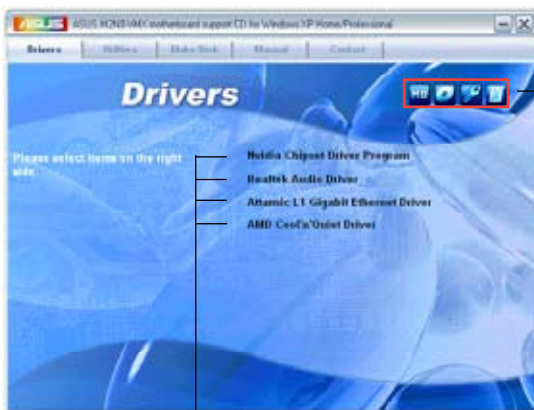 ASUS M2N8-VMX motherboard support CD for Windows XP Home/Professional
Drivers Utilities Make Disk Manual Contact
Drivers
Please select items on the right side.
Nvidia Chipset Driver Program
Realtek Audio Driver
Attansic L1 Gigabit Ethernet Driver
AMD Cool'n'Quiet Driver